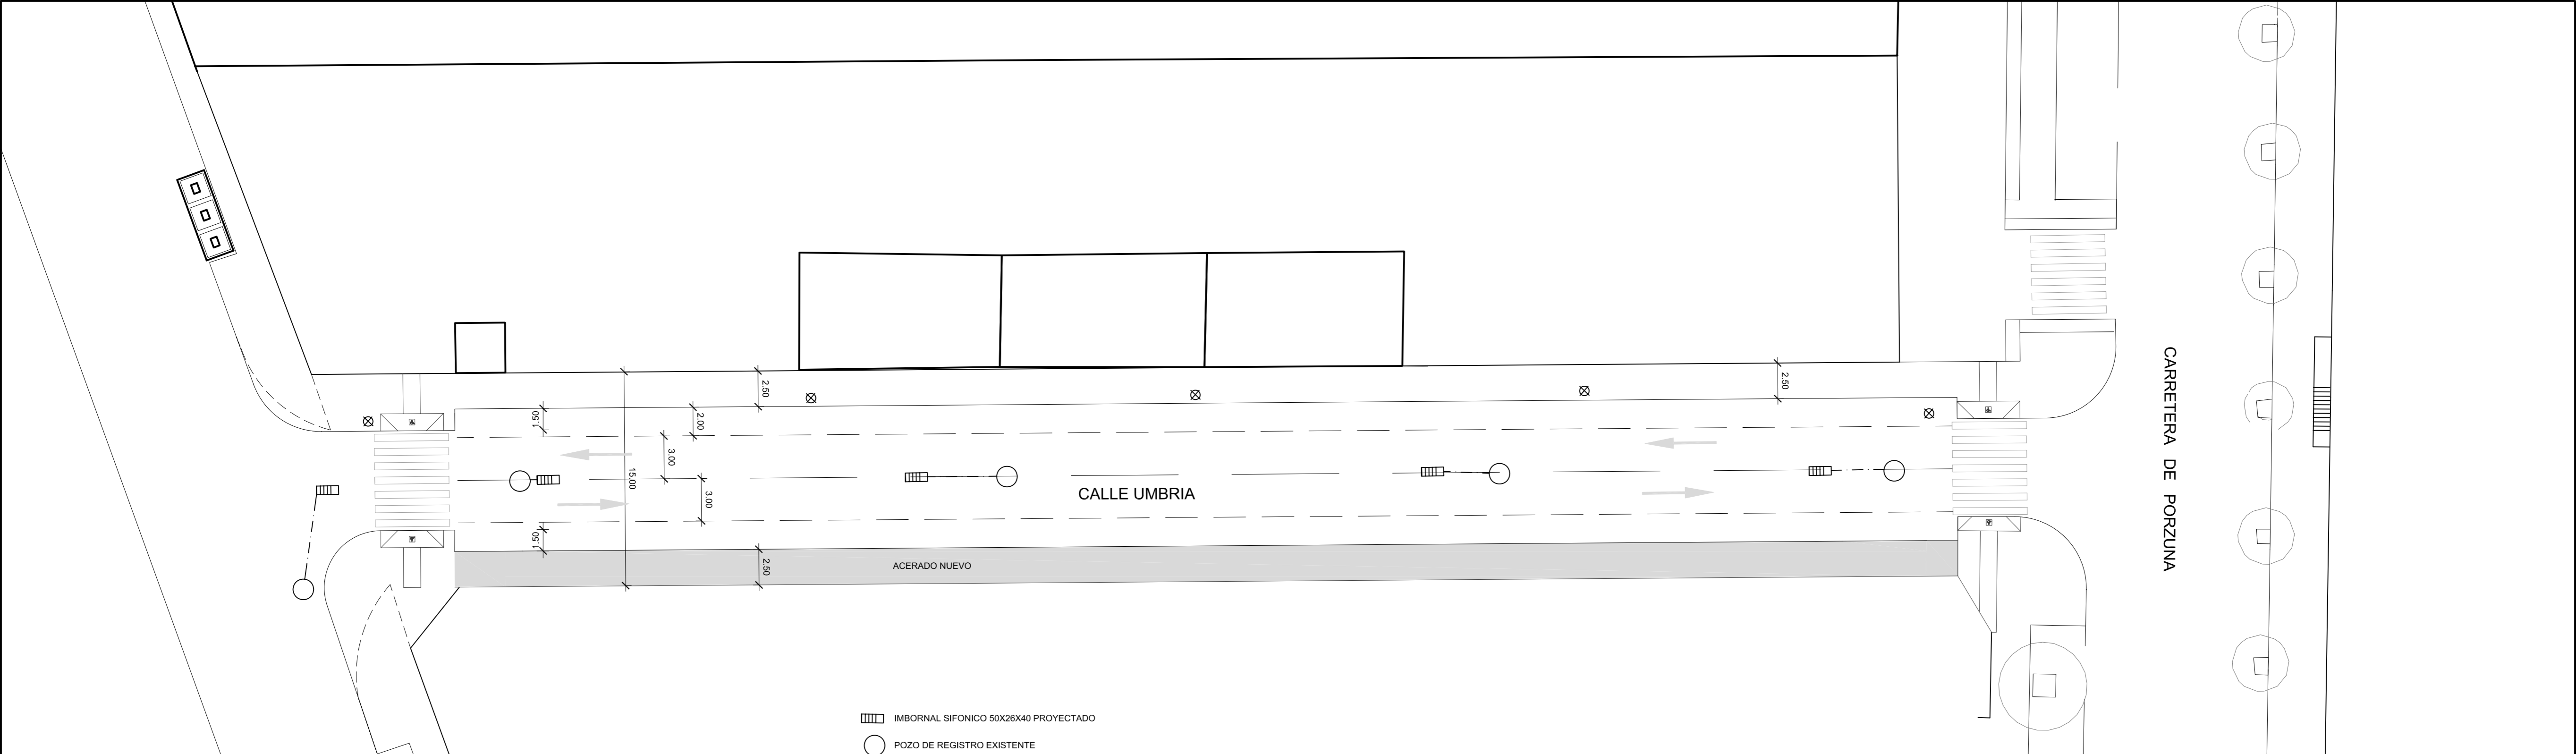 2.50
2.50
1.50
2.00
3.00
15.00
3.00
CALLE UMBRIA
1.50
2.50
ACERADO NUEVO
CARRETERA DE PORZUNA
IMBORNAL SIFONICO 50X26X40 PROYECTADO
POZO DE REGISTRO EXISTENTE